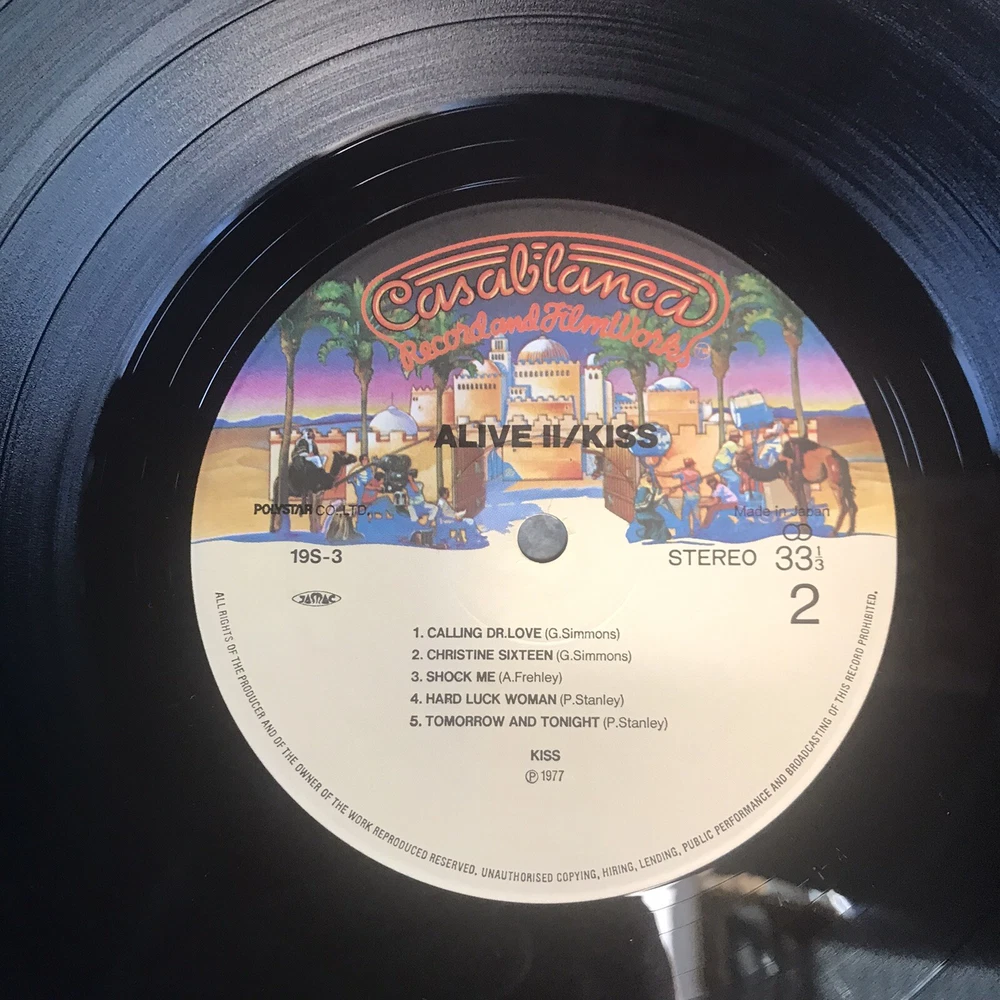 Casablanca
Record and FilmWorks
ALIVE II/KISS
POLYSTAR CO.,LTD.
Made in Japan
19S-3
STEREO 33⅓
JASRAC
2
1. CALLING DR.LOVE (G.Simmons)
2. CHRISTINE SIXTEEN (G.Simmons)
3. SHOCK ME (A.Frehley)
4. HARD LUCK WOMAN (P.Stanley)
5. TOMORROW AND TONIGHT (P.Stanley)
KISS
℗ 1977
ALL RIGHTS OF THE PRODUCER AND OF THE OWNER OF THE WORK REPRODUCED RESERVED. UNAUTHORISED COPYING, HIRING, LENDING, PUBLIC PERFORMANCE AND BROADCASTING OF THIS RECORD PROHIBITED.